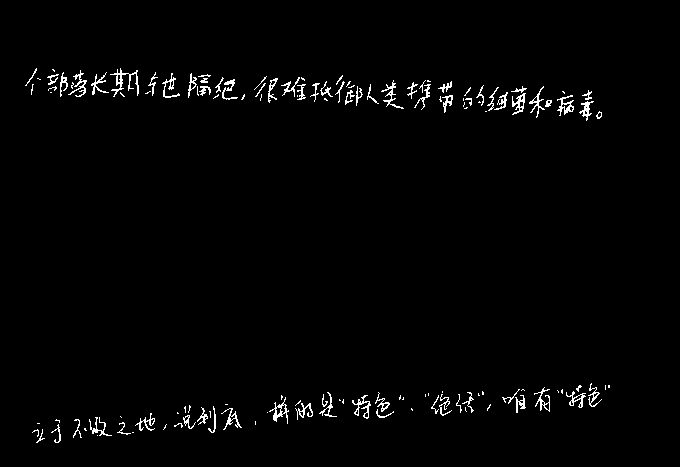 个部落长期与世隔绝,很难抵御人类携带的细菌和病毒。
立于不败之地,说到底,拼的是"特色"、"绝活",唯有"特色"